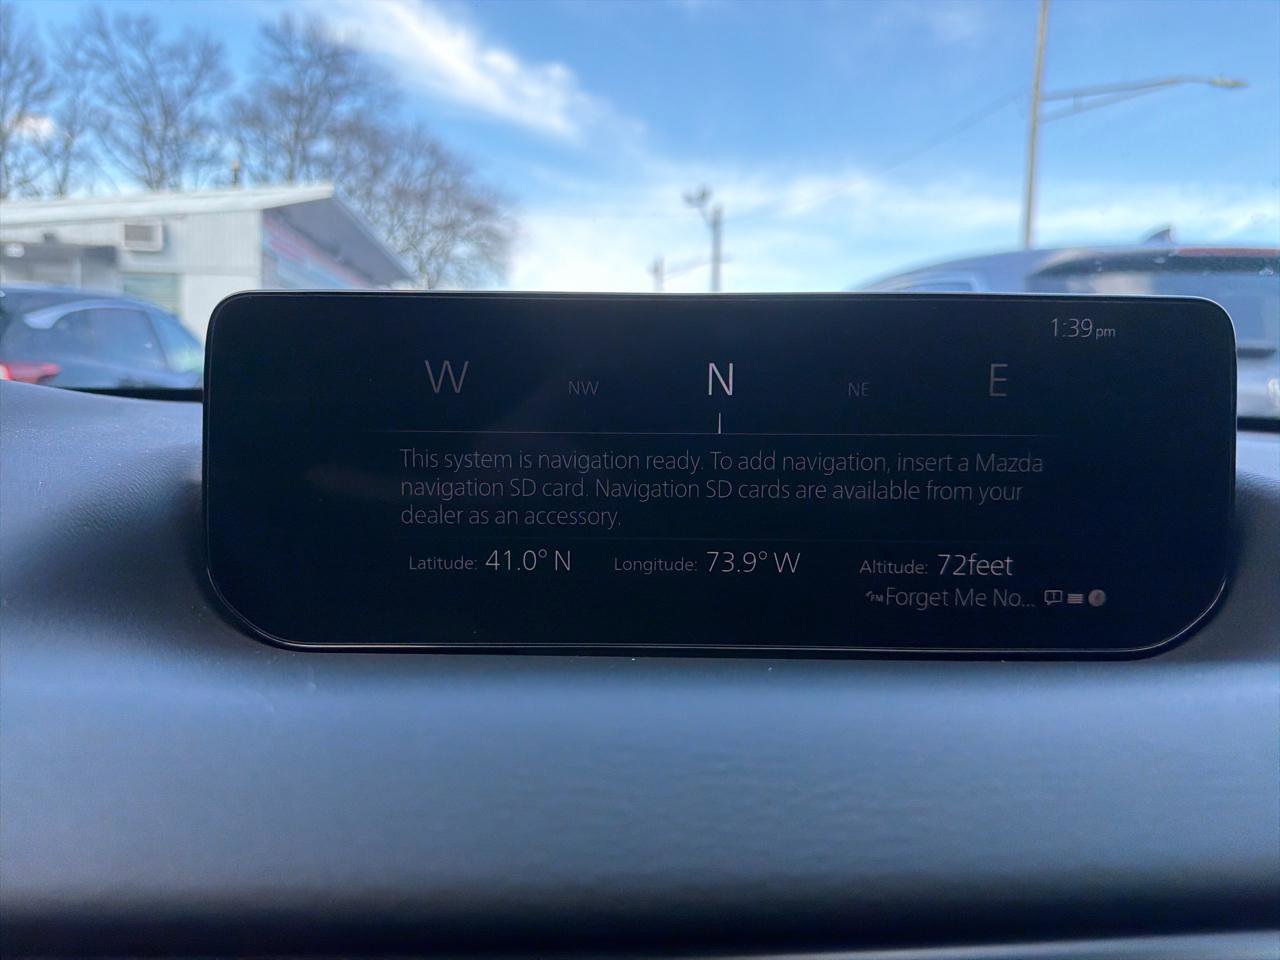 1:39pm
W NW N NE E
This system is navigation ready. To add navigation, insert a Mazda
navigation SD card. Navigation SD cards are available from your
dealer as an accessory.
Latitude: 41.0° N Longitude: 73.9° W Altitude: 72feet
FM Forget Me No...